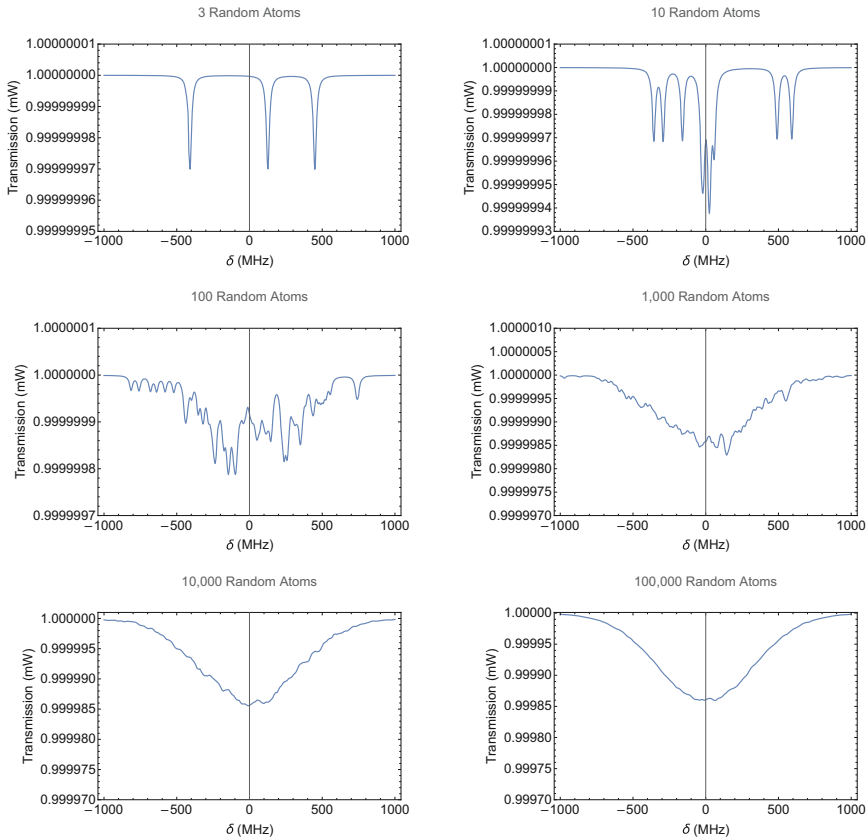 3 Random Atoms
Transmission (mW)
1.00000001
1.00000000
0.99999999
0.99999998
0.99999997
0.99999996
0.99999995
−1000 −500 0 500 1000
δ (MHz)
10 Random Atoms
Transmission (mW)
1.00000001
1.00000000
0.99999999
0.99999998
0.99999997
0.99999996
0.99999995
0.99999994
0.99999993
−1000 −500 0 500 1000
δ (MHz)
100 Random Atoms
Transmission (mW)
1.0000001
1.0000000
0.9999999
0.9999998
0.9999997
−1000 −500 0 500 1000
δ (MHz)
1,000 Random Atoms
Transmission (mW)
1.0000010
1.0000005
1.0000000
0.9999995
0.9999990
0.9999985
0.9999980
0.9999975
0.9999970
−1000 −500 0 500 1000
δ (MHz)
10,000 Random Atoms
Transmission (mW)
1.000000
0.999995
0.999990
0.999985
0.999980
0.999975
0.999970
−1000 −500 0 500 1000
δ (MHz)
100,000 Random Atoms
Transmission (mW)
1.00000
0.99995
0.99990
0.99985
0.99980
0.99975
0.99970
−1000 −500 0 500 1000
δ (MHz)